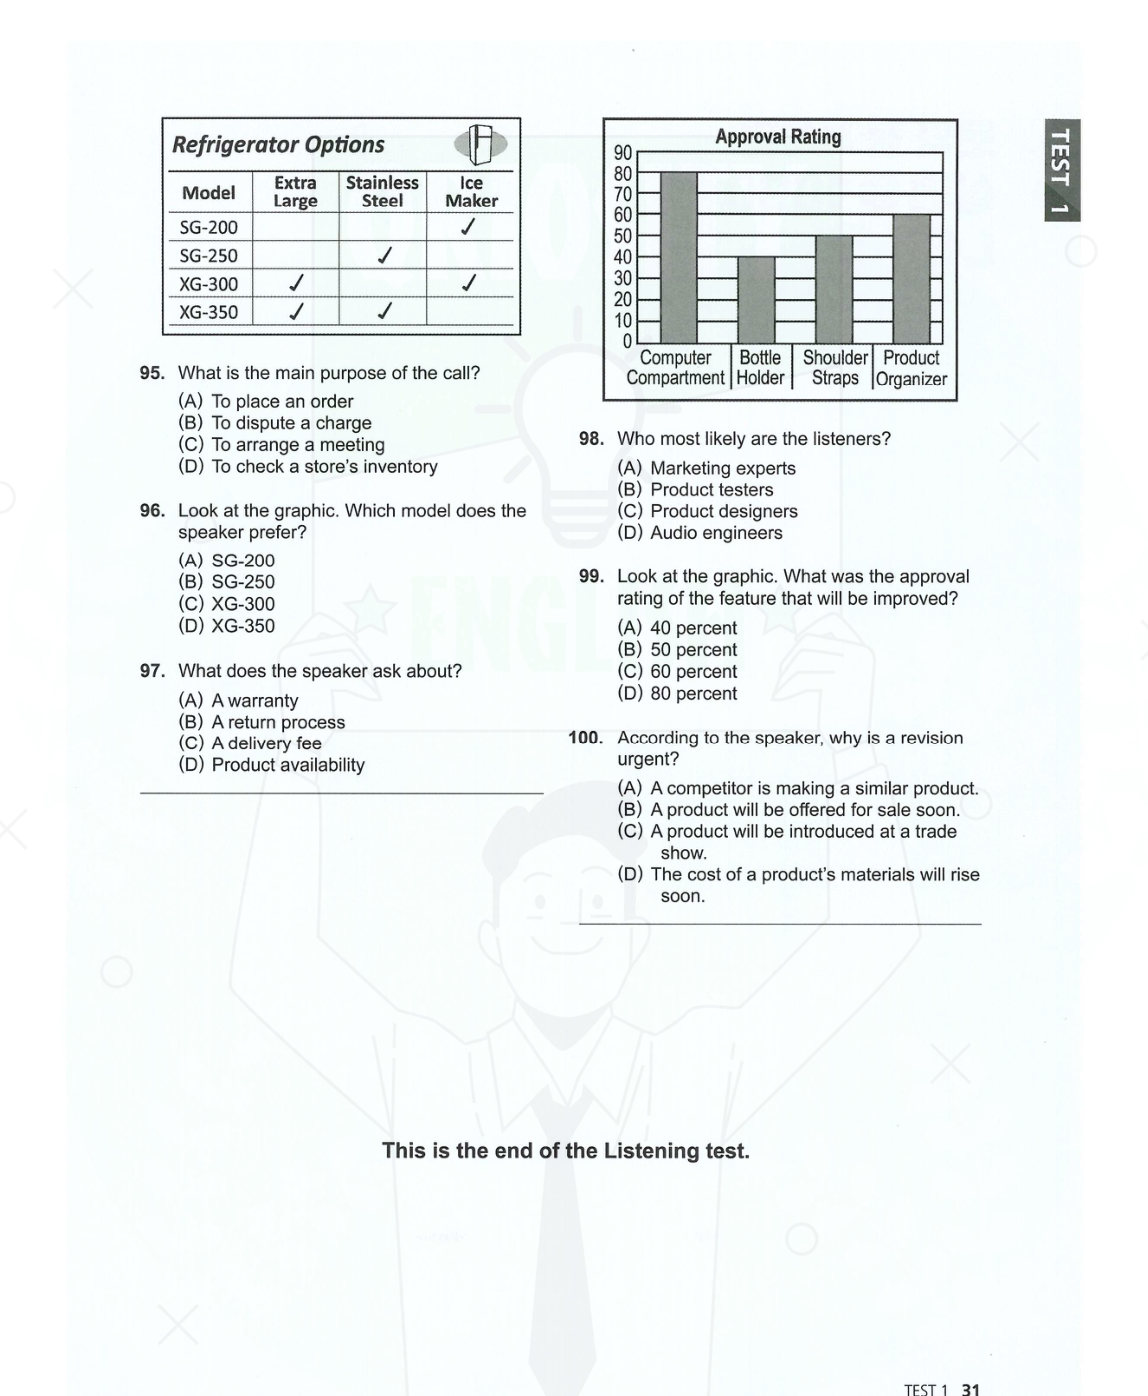 Refrigerator Options
Model Extra Large Stainless Steel Ice Maker
SG-200 ✓
SG-250 ✓
XG-300 ✓ ✓
XG-350 ✓ ✓
95. What is the main purpose of the call?
(A) To place an order
(B) To dispute a charge
(C) To arrange a meeting
(D) To check a store's inventory
96. Look at the graphic. Which model does the
speaker prefer?
(A) SG-200
(B) SG-250
(C) XG-300
(D) XG-350
97. What does the speaker ask about?
(A) A warranty
(B) A return process
(C) A delivery fee
(D) Product availability
Approval Rating
90
80
70
60
50
40
30
20
10
0
Computer Compartment
Bottle Holder
Shoulder Straps
Product Organizer
98. Who most likely are the listeners?
(A) Marketing experts
(B) Product testers
(C) Product designers
(D) Audio engineers
99. Look at the graphic. What was the approval
rating of the feature that will be improved?
(A) 40 percent
(B) 50 percent
(C) 60 percent
(D) 80 percent
100. According to the speaker, why is a revision
urgent?
(A) A competitor is making a similar product.
(B) A product will be offered for sale soon.
(C) A product will be introduced at a trade
show.
(D) The cost of a product's materials will rise
soon.
TEST 1
This is the end of the Listening test.
TEST 1 31